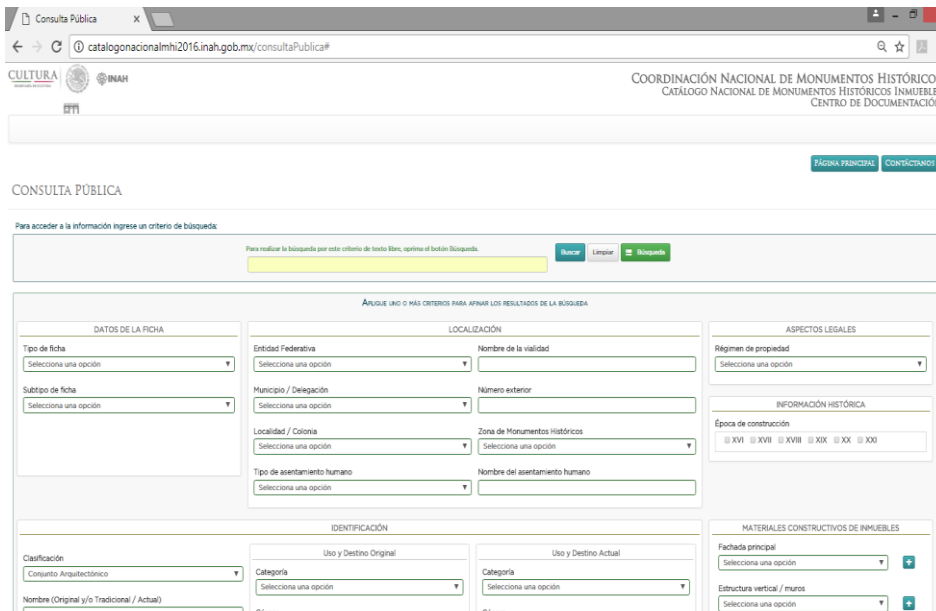 Consulta Pública
catalogonacionalmhi2016.inah.gob.mx/consultaPublica#
CULTURA
INAH
COORDINACIÓN NACIONAL DE MONUMENTOS HISTÓRICO
CATÁLOGO NACIONAL DE MONUMENTOS HISTÓRICOS INMUEBLE
CENTRO DE DOCUMENTACIÓ
PÁGINA PRINCIPAL CONTÁCTANOS
CONSULTA PÚBLICA
Para acceder a la información ingrese un criterio de búsqueda:
Para realizar la búsqueda por este criterio de texto libre, oprima el botón Búsqueda.
Buscar Limpiar Búsqueda
APLIQUE UNO O MÁS CRITERIOS PARA AFINAR LOS RESULTADOS DE LA BÚSQUEDA
DATOS DE LA FICHA
Tipo de ficha
Selecciona una opción
Subtipo de ficha
Selecciona una opción
LOCALIZACIÓN
Entidad Federativa
Selecciona una opción
Nombre de la vialidad
Municipio / Delegación
Selecciona una opción
Número exterior
Localidad / Colonia
Selecciona una opción
Zona de Monumentos Históricos
Selecciona una opción
Tipo de asentamiento humano
Selecciona una opción
Nombre del asentamiento humano
ASPECTOS LEGALES
Régimen de propiedad
Selecciona una opción
INFORMACIÓN HISTÓRICA
Época de construcción
XVI XVII XVIII XIX XX XXI
IDENTIFICACIÓN
Clasificación
Conjunto Arquitectónico
Nombre (Original y/o Tradicional / Actual)
Uso y Destino Original
Categoría
Selecciona una opción
Uso y Destino Actual
Categoría
Selecciona una opción
MATERIALES CONSTRUCTIVOS DE INMUEBLES
Fachada principal
Selecciona una opción
Estructura vertical / muros
Selecciona una opción